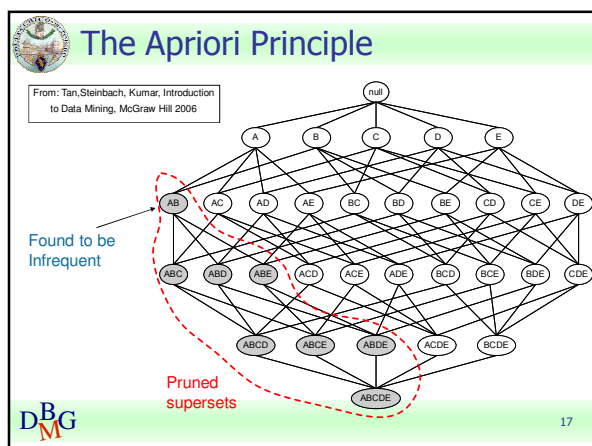 The Apriori Principle
From: Tan,Steinbach, Kumar, Introduction
to Data Mining, McGraw Hill 2006
null
A B C D E
AB AC AD AE BC BD BE CD CE DE
Found to be
Infrequent
ABC ABD ABE ACD ACE ADE BCD BCE BDE CDE
ABCD ABCE ABDE ACDE BCDE
Pruned
supersets
ABCDE
DBMG
17